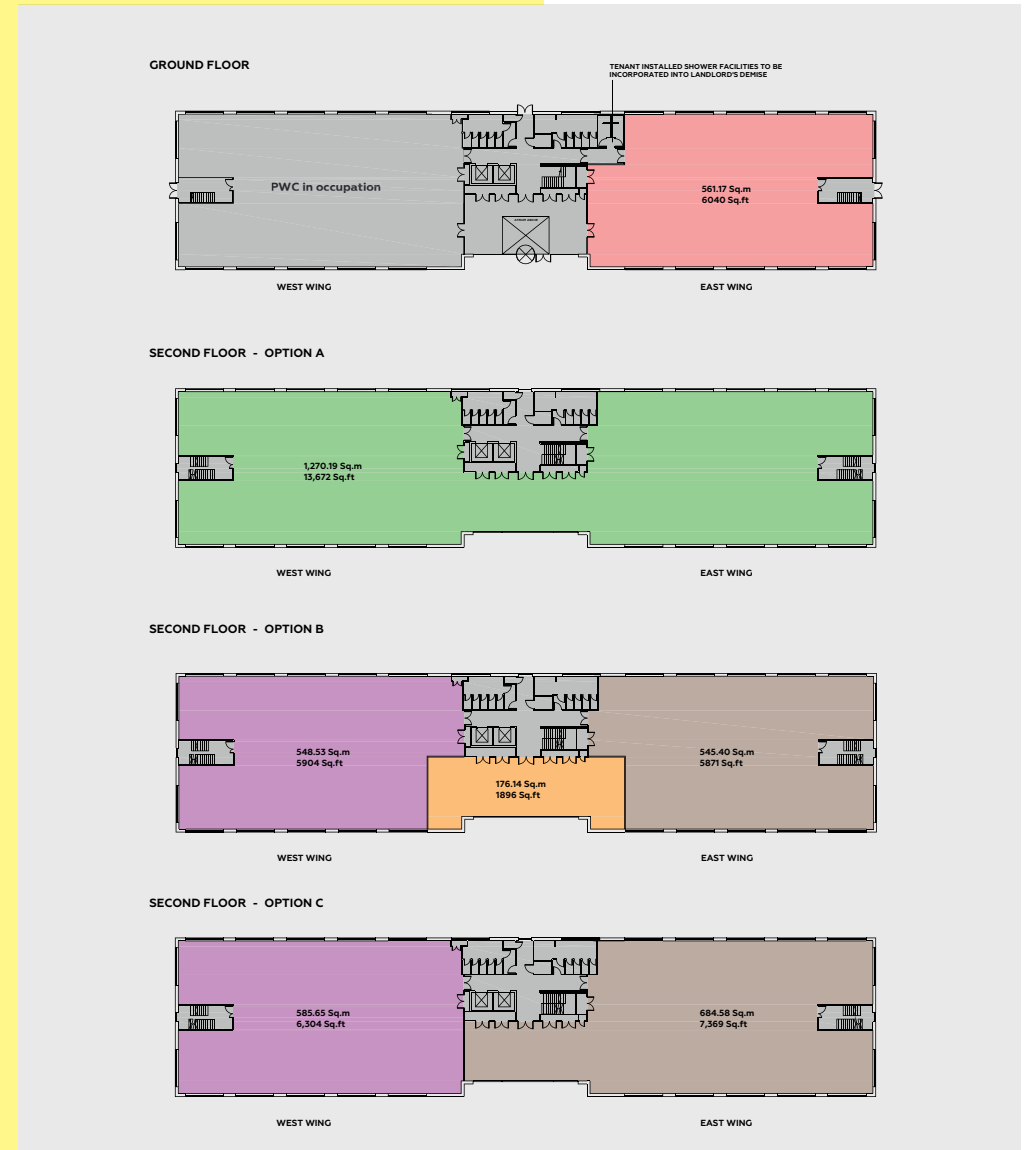 GROUND FLOOR
TENANT INSTALLED SHOWER FACILITIES TO BE
INCORPORATED INTO LANDLORD'S DEMISE
PWC in occupation
561.17 Sq.m
6040 Sq.ft
WEST WING
EAST WING
SECOND FLOOR - OPTION A
1,270.19 Sq.m
13,672 Sq.ft
WEST WING
EAST WING
SECOND FLOOR - OPTION B
548.53 Sq.m
5904 Sq.ft
545.40 Sq.m
5871 Sq.ft
176.14 Sq.m
1896 Sq.ft
WEST WING
EAST WING
SECOND FLOOR - OPTION C
585.65 Sq.m
6,304 Sq.ft
684.58 Sq.m
7,369 Sq.ft
WEST WING
EAST WING